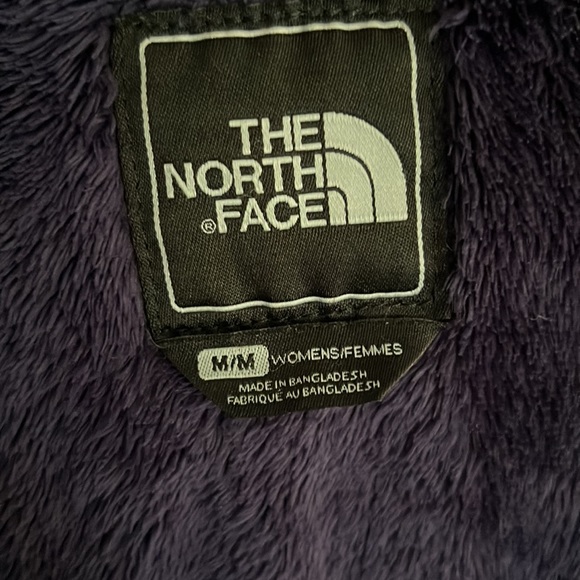 THE
NORTH
®FACE
M/M WOMENS/FEMMES
MADE IN BANGLADESH
FABRIQUE AU BANGLADESH